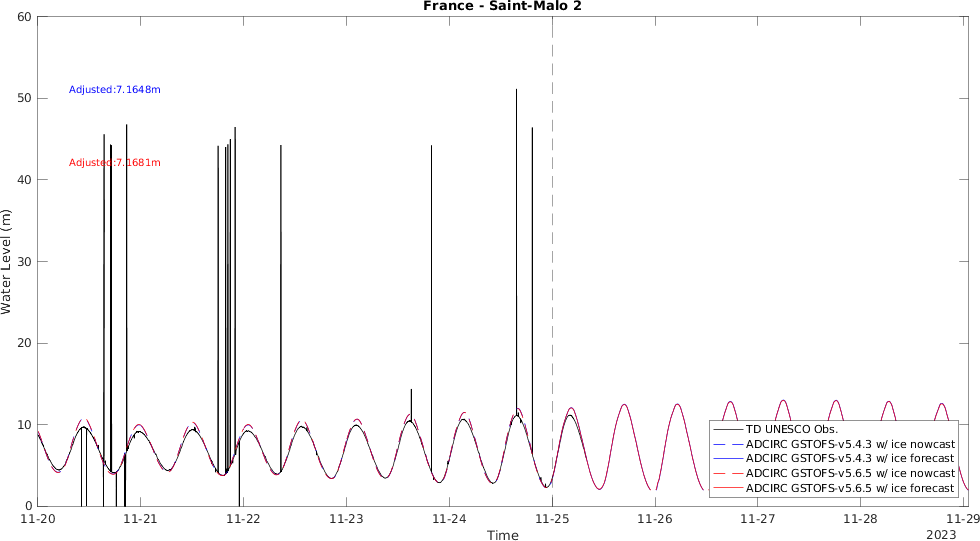 France - Saint-Malo 2
60
50
40
30
20
10
0
Water Level (m)
Adjusted:7.1648m
Adjusted:7.1681m
TD UNESCO Obs.
ADCIRC GSTOFS-v5.4.3 w/ ice nowcast
ADCIRC GSTOFS-v5.4.3 w/ ice forecast
ADCIRC GSTOFS-v5.6.5 w/ ice nowcast
ADCIRC GSTOFS-v5.6.5 w/ ice forecast
11-20 11-21 11-22 11-23 11-24 11-25 11-26 11-27 11-28 11-29
Time
2023